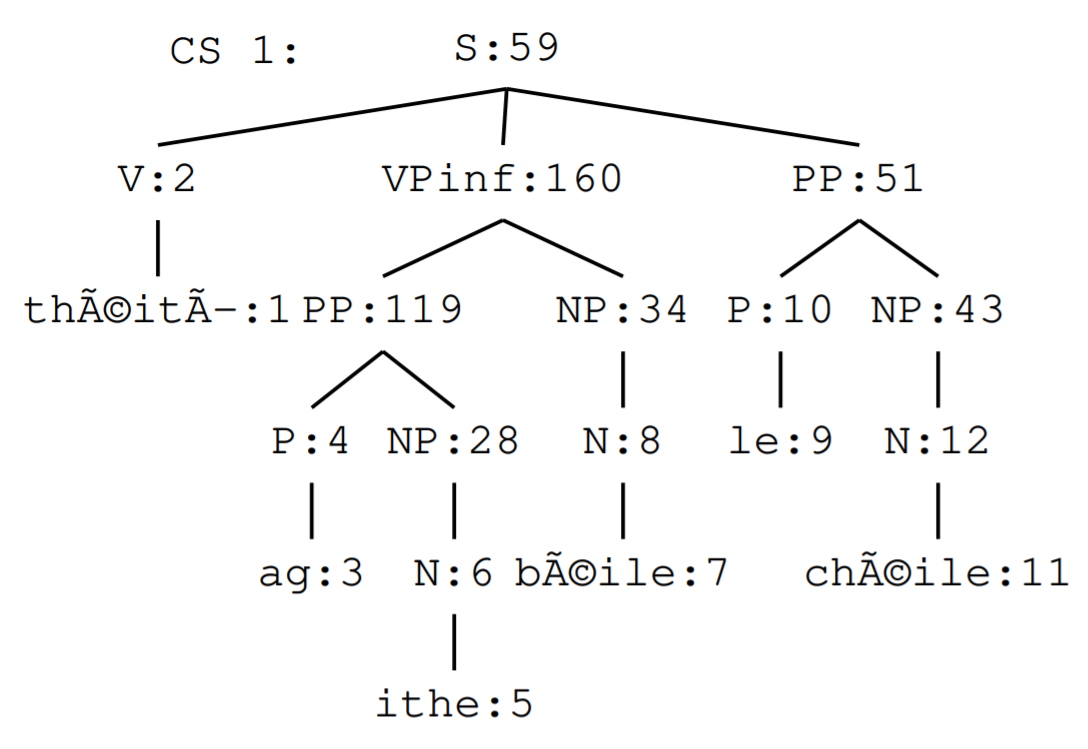 CS 1: S:59
V:2 VPinf:160 PP:51
thÃ©itÃ–:1 PP:119 NP:34 P:10 NP:43
P:4 NP:28 N:8 le:9 N:12
ag:3 N:6 bÃ©ile:7 chÃ©ile:11
ithe:5